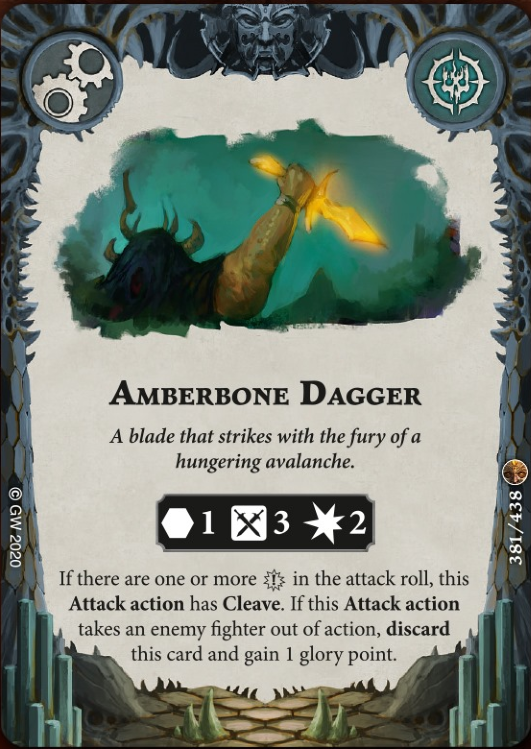 AMBERBONE DAGGER
A blade that strikes with the fury of a
hungering avalanche.
1 3 2
If there are one or more in the attack roll, this
Attack action has Cleave. If this Attack action
takes an enemy fighter out of action, discard
this card and gain 1 glory point.
© GW 2020
381/438